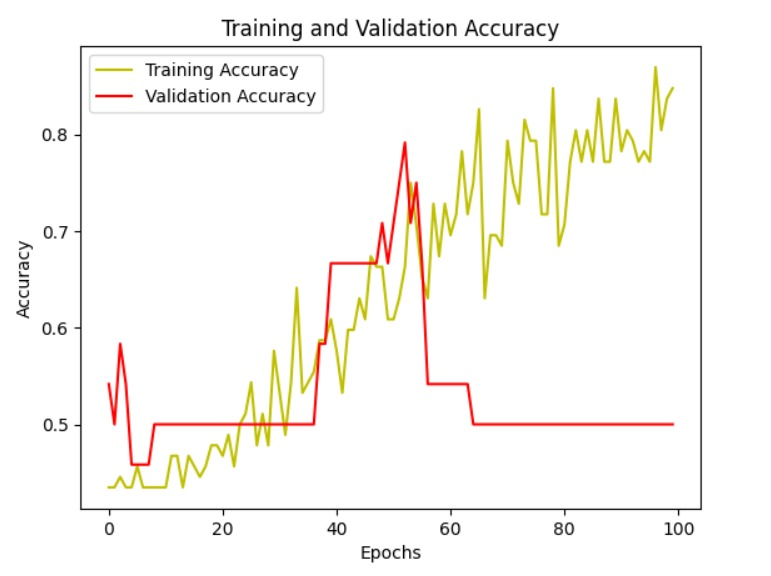 Training and Validation Accuracy
Training Accuracy
Validation Accuracy
0.8
0.7
0.6
0.5
Accuracy
0 20 40 60 80 100
Epochs